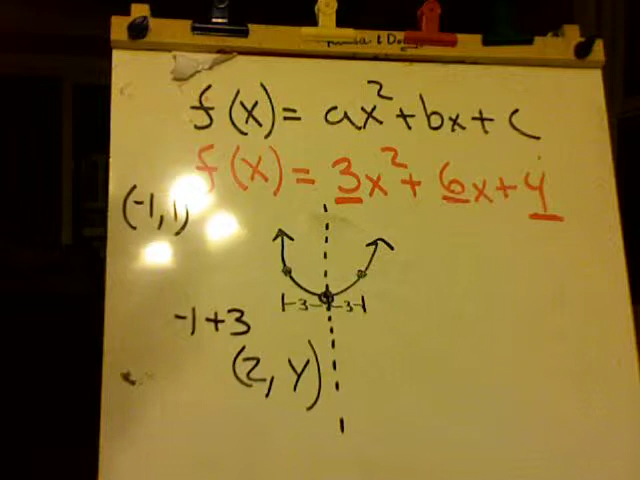 f(x) = ax²+bx+c
f(x) = 3x²+ 6x+4
(-1,1)
|-3-|-3-|
-1+3
(2, y)